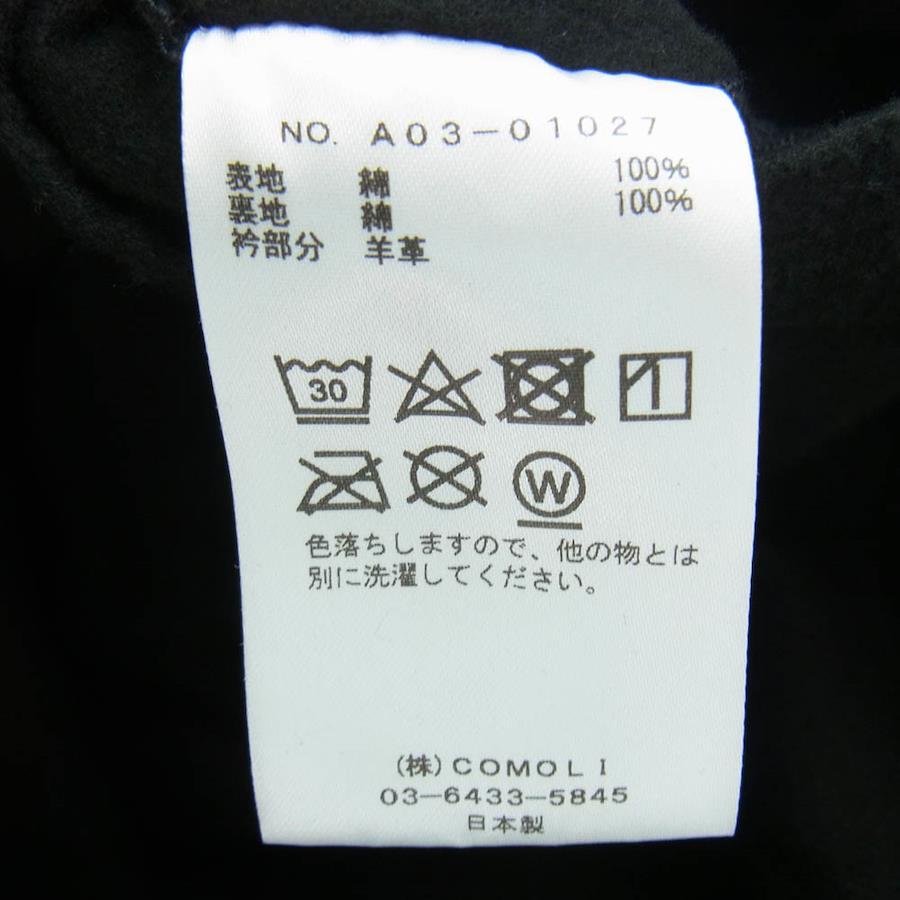 NO. A03-01027
表地 綿 100%
裏地 綿 100%
衿部分 羊革
30
W
色落ちしますので、他の物とは
別に洗濯してください。
(株)COMOLI
03-6433-5845
日本製